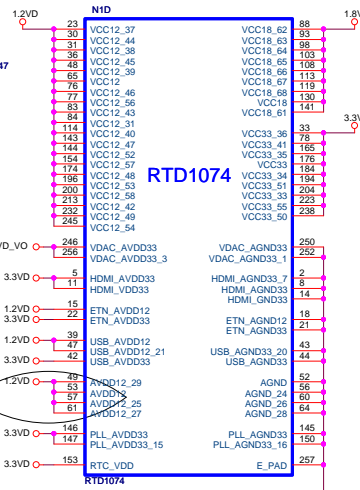 1.2VD
N1D
1.8V
23 VCC12_37 VCC18_62 88
30 VCC12_44 VCC18_63 93
31 VCC12_38 VCC18_64 98
36 VCC12_45 VCC18_65 103
48 VCC12_39 VCC18_66 108
65 VCC12 VCC18_67 113
76 VCC12_46 VCC18_68 119
77 VCC12_56 VCC18 130
83 VCC12_42 VCC18_61 141
84 VCC12_31
3.3V
114 VCC12_40 VCC33_36 33
143 VCC12_47 VCC33_41 78
144 VCC12_52 VCC33_35 165
154 VCC12_57 VCC33 176
174 VCC12_48 VCC33_34 184
196 VCC12_53 VCC33_51 194
200 VCC12_50 VCC33_33 204
213 VCC12_51 VCC33_55 223
232 VCC12_49 VCC33_50 238
245 VCC12_54
47
RTD1074
VD_VO 246 VDAC_AVDD33 VDAC_AGND33 250
256 VDAC_AVDD33_3 VDAC_AGND33_1 252
3.3VD 5 HDMI_AVDD33 HDMI_AGND33_7 2
11 HDMI_VDD33 HDMI_AGND33 8
HDMI_GND33 14
1.2VD 15 ETN_AVDD12 ETN_AGND12 18
3.3VD 22 ETN_AVDD33 ETN_AGND33 21
1.2VD 39 USB_AVDD12
47 USB_AVDD12_21 USB_AGND33_20 43
3.3VD 42 USB_AVDD33 USB_AGND33 44
1.2VD 49 AVDD12_29 AGND 52
53 AVDD12 AGND_24 56
57 AVDD12_25 AGND_26 60
61 AVDD12_27 AGND_28 64
3.3VD 146 PLL_AVDD33 PLL_AGND33 145
147 PLL_AVDD33_15 PLL_AGND33_16 150
3.3VD 153 RTC_VDD E_PAD 257
RTD1074